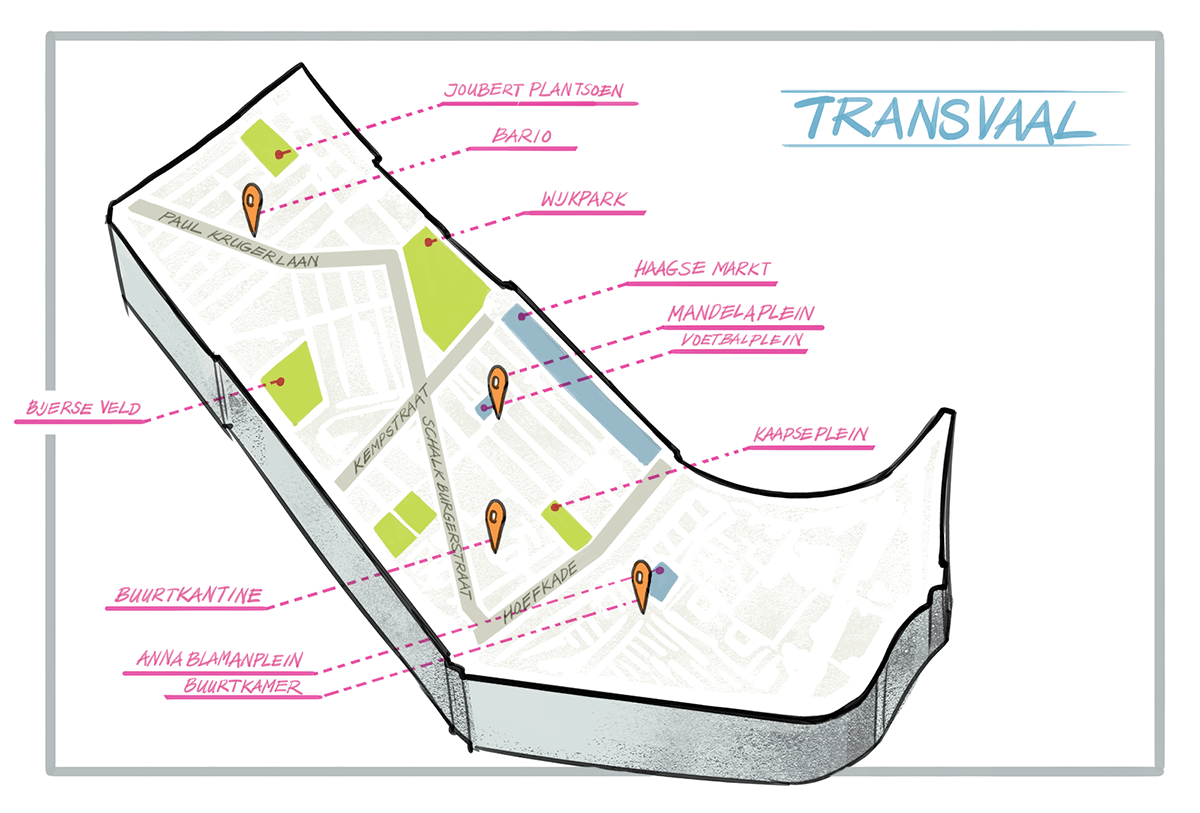 JOUBERT PLANTSOEN
TRANSVAAL
BARIO
WIJKPARK
PAUL KRUGERLAAN
HAAGSE MARKT
MANDELAPLEIN
VOETBALPLEIN
BIJERSE VELD
KEMPSTRAAT
SCHALK BURGERSTRAAT
KAAPSEPLEIN
BUURTKANTINE
HOEFKADE
ANNA BLAMANPLEIN
BUURTKAMER